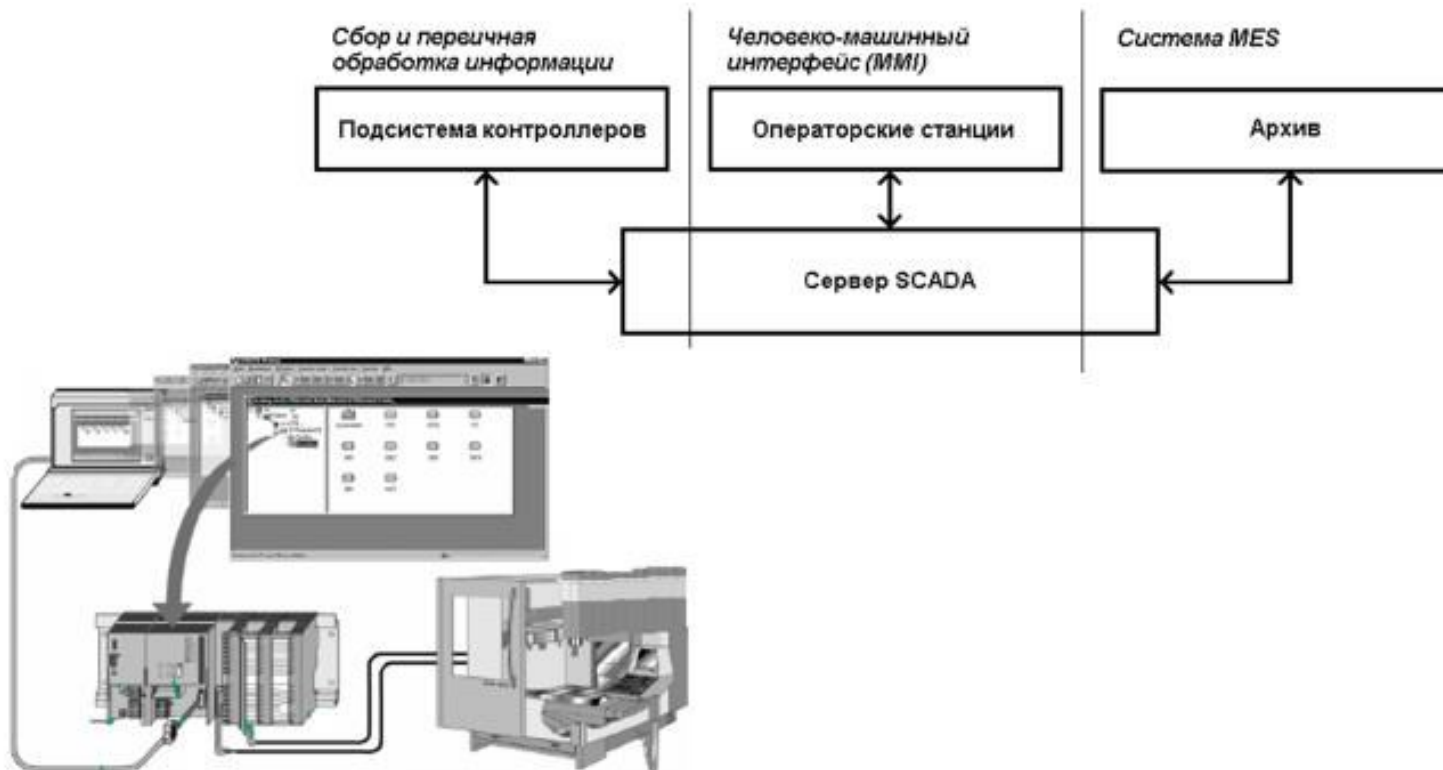 Сбор и первичная
обработка информации
Человеко-машинный
интерфейс (MMI)
Система MES
Подсистема контроллеров
Операторские станции
Архив
Сервер SCADA